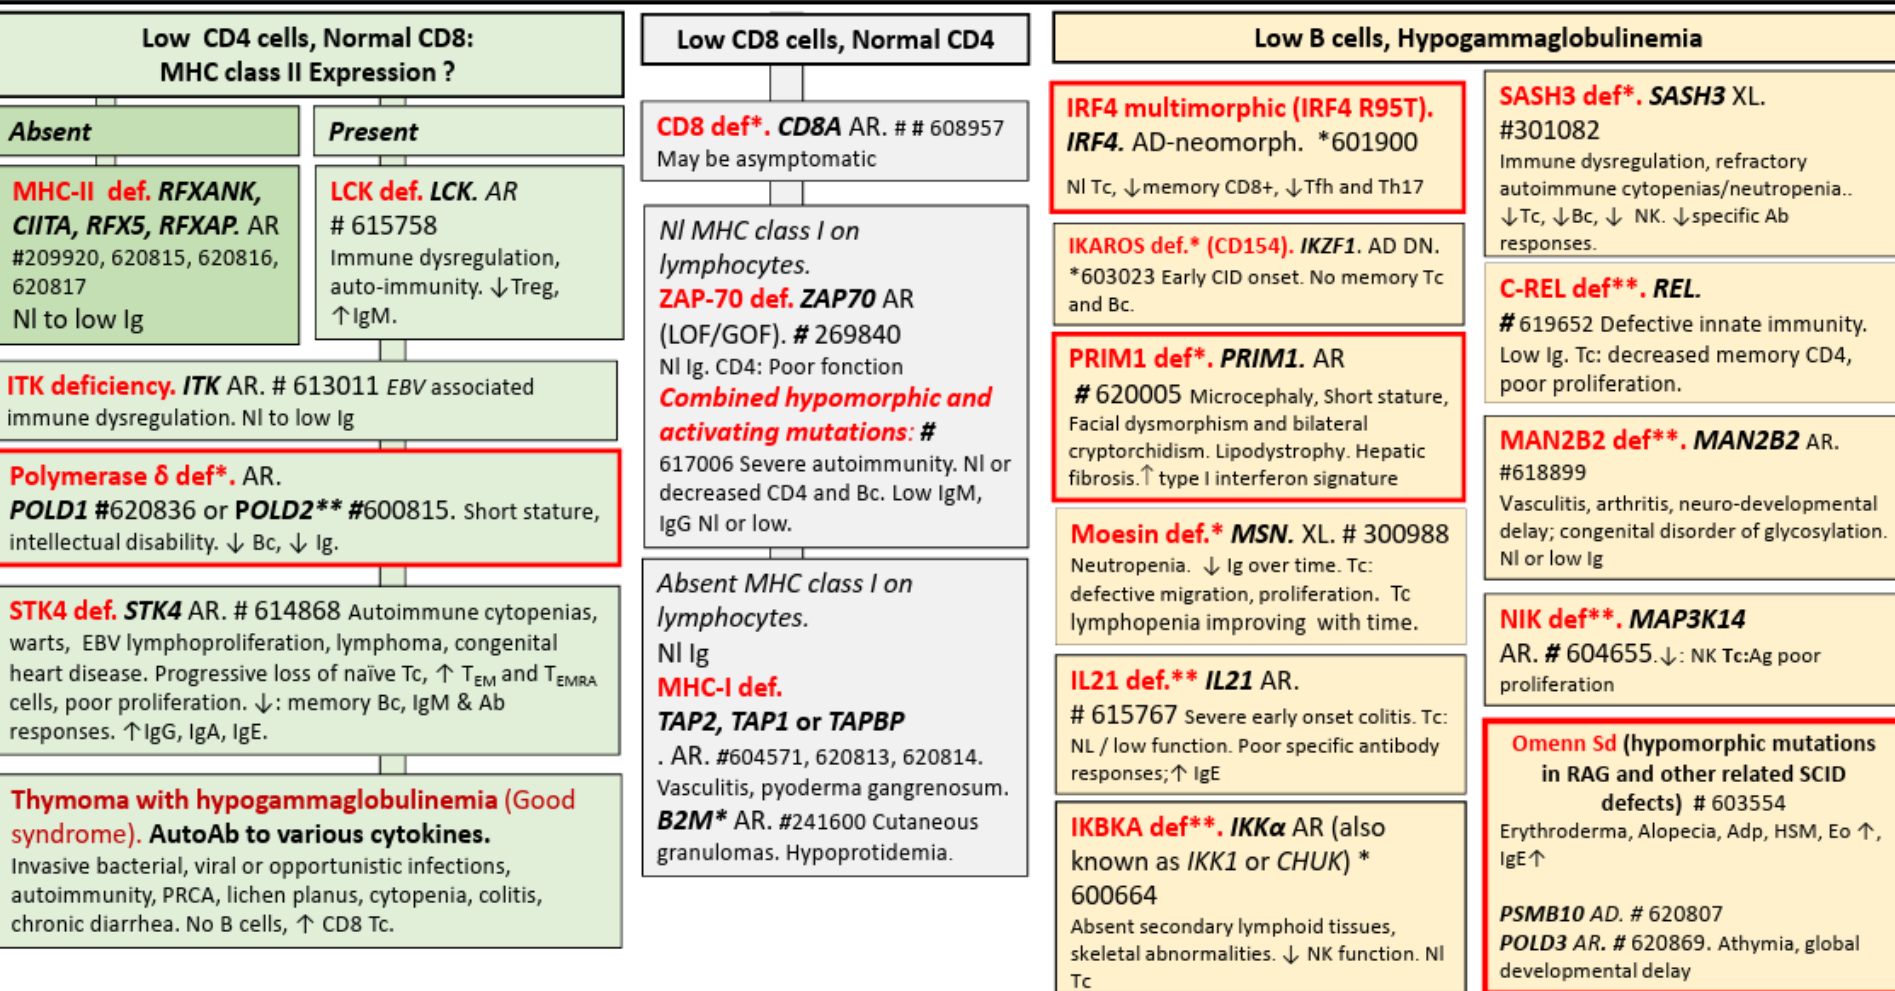 Low CD4 cells, Normal CD8:
MHC class II Expression ?
Absent
MHC-II def. RFXANK,
CIITA, RFX5, RFXAP. AR
#209920, 620815, 620816,
620817
Nl to low Ig
Present
LCK def. LCK. AR
# 615758
Immune dysregulation,
auto-immunity. ↓Treg,
↑IgM.
ITK deficiency. ITK AR. # 613011 EBV associated
immune dysregulation. Nl to low Ig
Polymerase δ def*. AR.
POLD1 #620836 or POLD2** #600815. Short stature,
intellectual disability. ↓ Bc, ↓ Ig.
STK4 def. STK4 AR. # 614868 Autoimmune cytopenias,
warts, EBV lymphoproliferation, lymphoma, congenital
heart disease. Progressive loss of naïve Tc, ↑ TEM and TEMRA
cells, poor proliferation. ↓: memory Bc, IgM & Ab
responses. ↑IgG, IgA, IgE.
Thymoma with hypogammaglobulinemia (Good
syndrome). AutoAb to various cytokines.
Invasive bacterial, viral or opportunistic infections,
autoimmunity, PRCA, lichen planus, cytopenia, colitis,
chronic diarrhea. No B cells, ↑ CD8 Tc.
Low CD8 cells, Normal CD4
CD8 def*. CD8A AR. # # 608957
May be asymptomatic
Nl MHC class I on
lymphocytes.
ZAP-70 def. ZAP70 AR
(LOF/GOF). # 269840
Nl Ig. CD4: Poor fonction
Combined hypomorphic and
activating mutations: #
617006 Severe autoimmunity. Nl or
decreased CD4 and Bc. Low IgM,
IgG Nl or low.
Absent MHC class I on
lymphocytes.
Nl Ig
MHC-I def.
TAP2, TAP1 or TAPBP
. AR. #604571, 620813, 620814.
Vasculitis, pyoderma gangrenosum.
B2M* AR. #241600 Cutaneous
granulomas. Hypoprotidemia.
Low B cells, Hypogammaglobulinemia
IRF4 multimorphic (IRF4 R95T).
IRF4. AD-neomorph. *601900
Nl Tc, ↓memory CD8+, ↓Tfh and Th17
IKAROS def.* (CD154). IKZF1. AD DN.
*603023 Early CID onset. No memory Tc
and Bc.
PRIM1 def*. PRIM1. AR
# 620005 Microcephaly, Short stature,
Facial dysmorphism and bilateral
cryptorchidism. Lipodystrophy. Hepatic
fibrosis.↑ type I interferon signature
Moesin def.* MSN. XL. # 300988
Neutropenia. ↓ Ig over time. Tc:
defective migration, proliferation. Tc
lymphopenia improving with time.
IL21 def.** IL21 AR.
# 615767 Severe early onset colitis. Tc:
NL / low function. Poor specific antibody
responses;↑ IgE
IKBKA def**. IKKα AR (also
known as IKK1 or CHUK) *
600664
Absent secondary lymphoid tissues,
skeletal abnormalities. ↓ NK function. Nl
Tc
SASH3 def*. SASH3 XL.
#301082
Immune dysregulation, refractory
autoimmune cytopenias/neutropenia..
↓Tc, ↓Bc, ↓ NK. ↓specific Ab
responses.
C-REL def**. REL.
# 619652 Defective innate immunity.
Low Ig. Tc: decreased memory CD4,
poor proliferation.
MAN2B2 def**. MAN2B2 AR.
#618899
Vasculitis, arthritis, neuro-developmental
delay; congenital disorder of glycosylation.
Nl or low Ig
NIK def**. MAP3K14
AR. # 604655.↓: NK Tc:Ag poor
proliferation
Omenn Sd (hypomorphic mutations
in RAG and other related SCID
defects) # 603554
Erythroderma, Alopecia, Adp, HSM, Eo ↑,
IgE↑
PSMB10 AD. # 620807
POLD3 AR. # 620869. Athymia, global
developmental delay